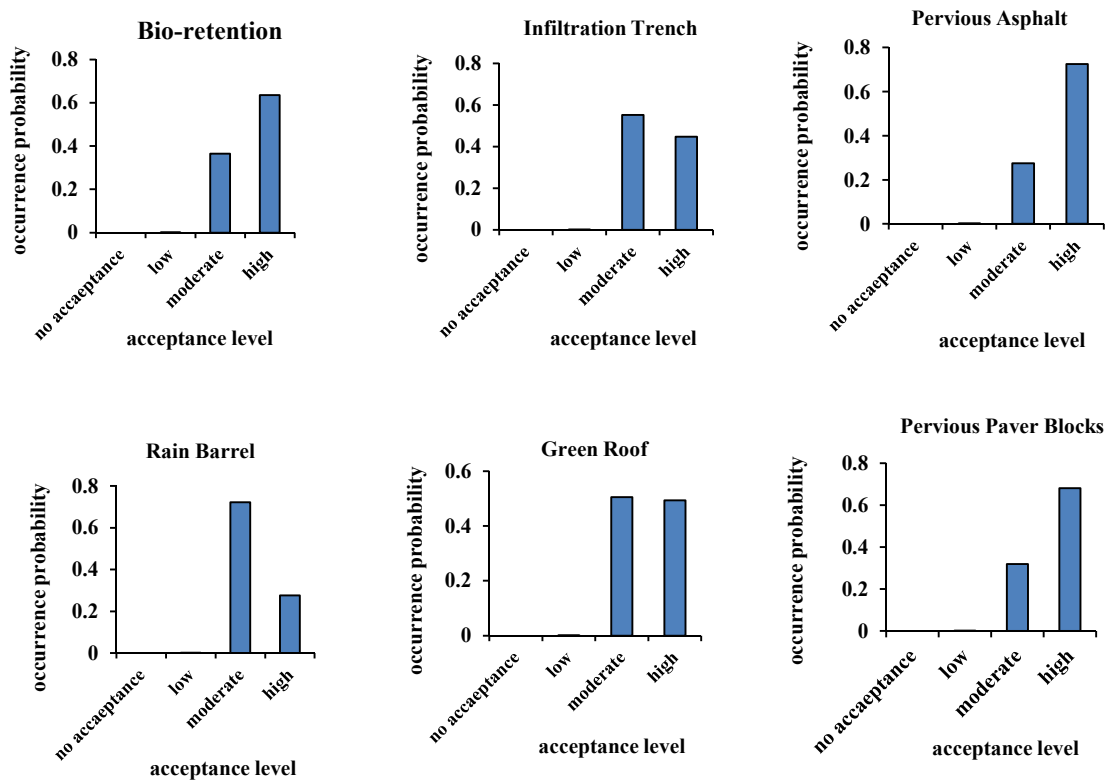 Bio-retention
0.8
0.6
0.4
0.2
0
occurrence probability
no accaeptance
low
moderate
high
acceptance level
Infiltration Trench
0.8
0.6
0.4
0.2
0
occurrence probability
no accaeptance
low
moderate
high
acceptance level
Pervious Asphalt
0.8
0.6
0.4
0.2
0
occurrence probability
no accaeptance
low
moderate
high
acceptance level
Rain Barrel
0.8
0.6
0.4
0.2
0
occurrence probability
no accaeptance
low
moderate
high
acceptance level
Green Roof
0.6
0.4
0.2
0
occurrence probability
no accaeptance
low
moderate
high
acceptance level
Pervious Paver Blocks
0.8
0.6
0.4
0.2
0
occurrence probability
no accaeptance
low
moderate
high
acceptance level